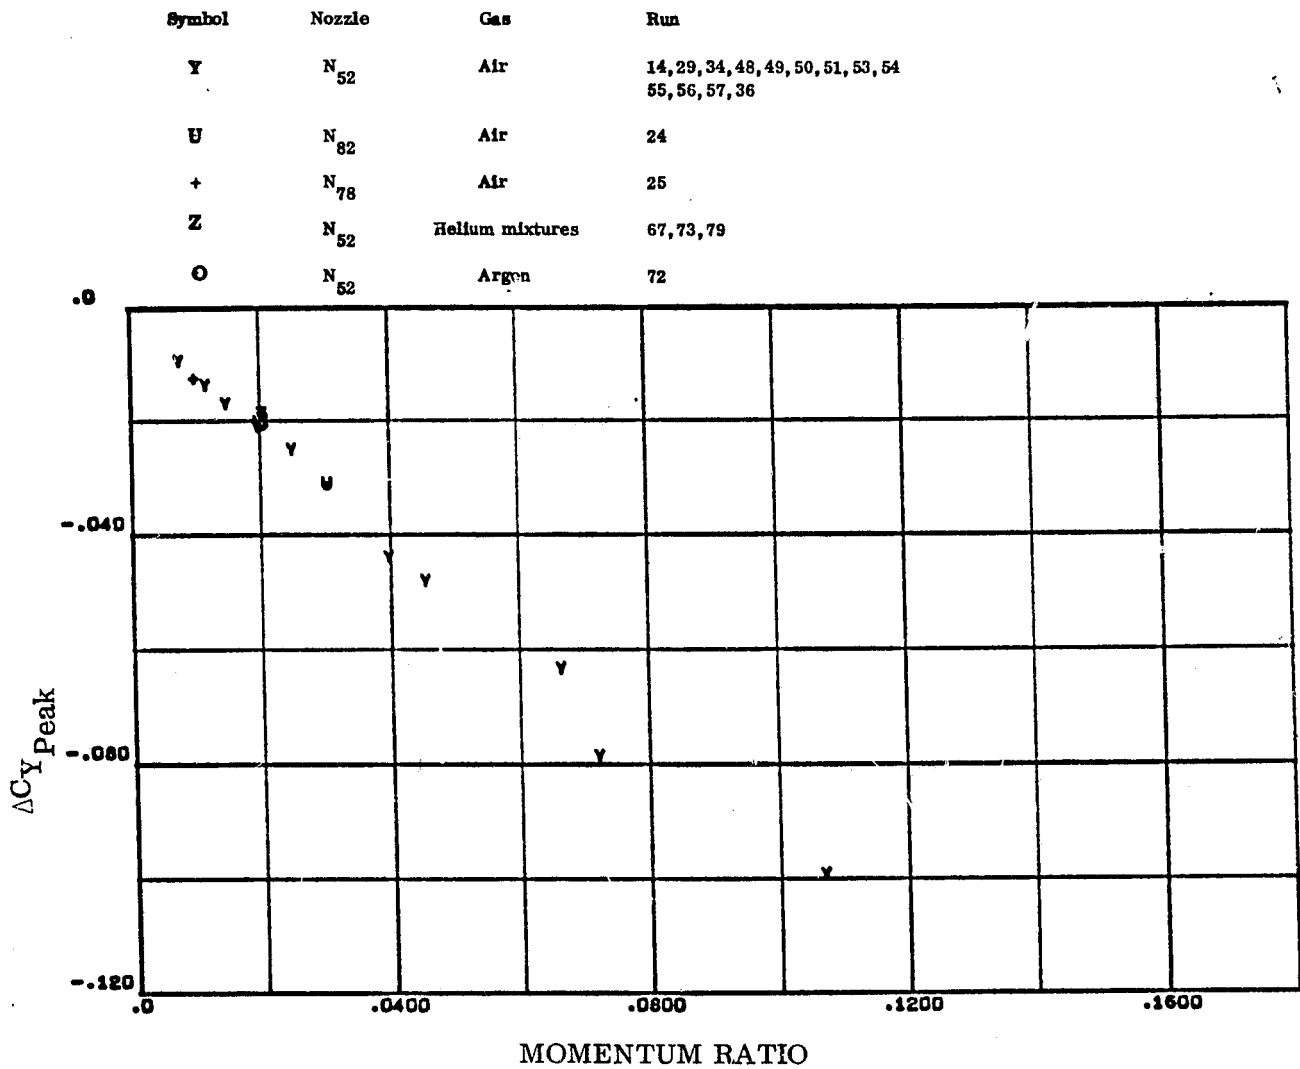 Symbol Nozzle Gas Run
Y N52 Air 14,29,34,48,49,50,51,53,54
55,56,57,36
U N82 Air 24
+ N78 Air 25
Z N52 Helium mixtures 67,73,79
O N52 Argon 72
.0
-.040
-.080
-.120
ΔCY Peak
.0 .0400 .0800 .1200 .1600
MOMENTUM RATIO